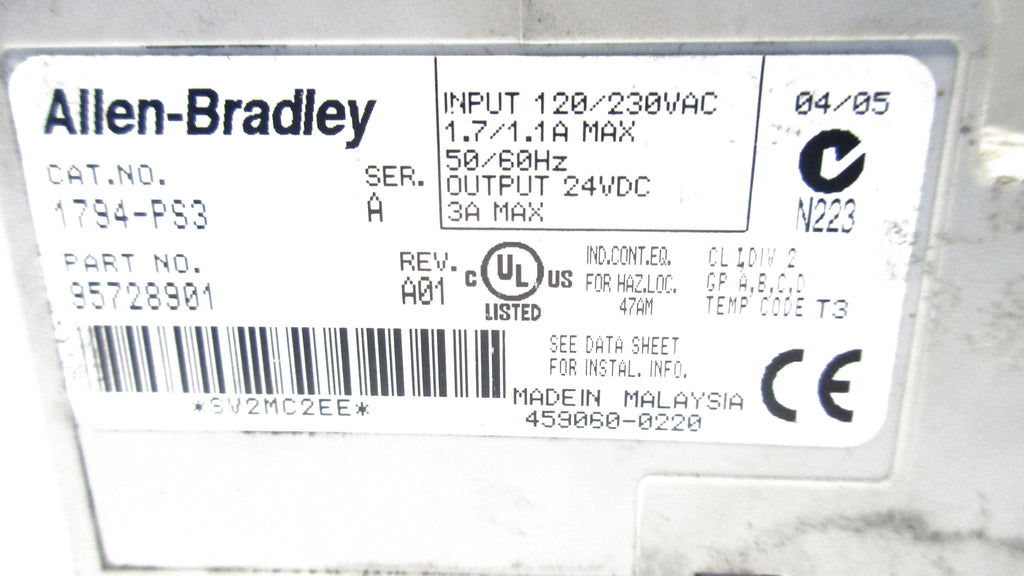 Allen-Bradley
CAT.NO.
1794-PS3
SER.
A
PART NO.
95728901
REV.
A01
*SV2MC2EE*
INPUT 120/230VAC
1.7/1.1A MAX
50/60Hz
OUTPUT 24VDC
3A MAX
04/05
N223
C UL US
LISTED
IND.CONT.EQ.
FOR HAZ.LOC.
47AM
CL I,DIV 2
GP A,B,C,D
TEMP CODE T3
SEE DATA SHEET
FOR INSTAL. INFO.
MADEIN MALAYSIA
459060-0220
CE